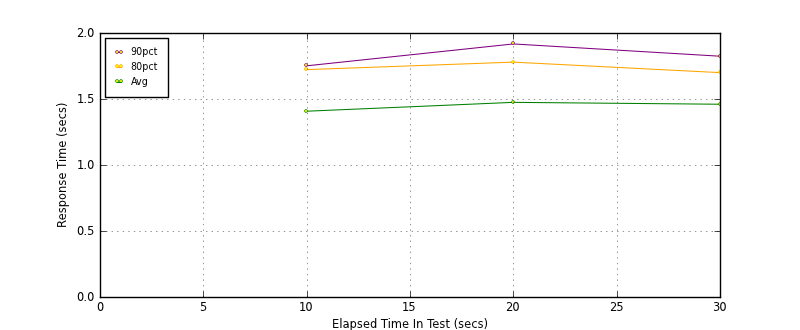 2.0
90pct
80pct
Avg
1.5
1.0
0.5
0.0
Response Time (secs)
0 5 10 15 20 25 30
Elapsed Time In Test (secs)